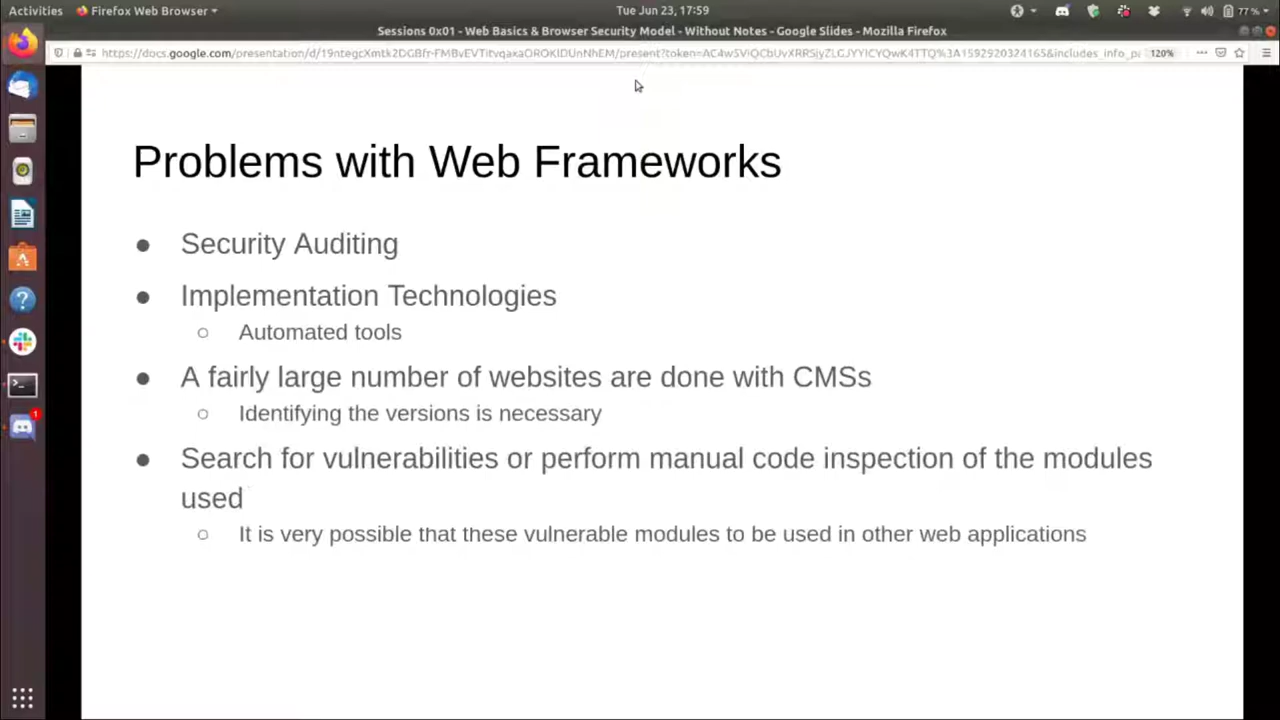 Activities Firefox Web Browser Tue Jun 23, 17:59 77 %
Sessions 0x01 - Web Basics & Browser Security Model - Without Notes - Google Slides - Mozilla Firefox
120%
Problems with Web Frameworks
● Security Auditing
● Implementation Technologies
○ Automated tools
● A fairly large number of websites are done with CMSs
○ Identifying the versions is necessary
● Search for vulnerabilities or perform manual code inspection of the modules
used
○ It is very possible that these vulnerable modules to be used in other web applications
1